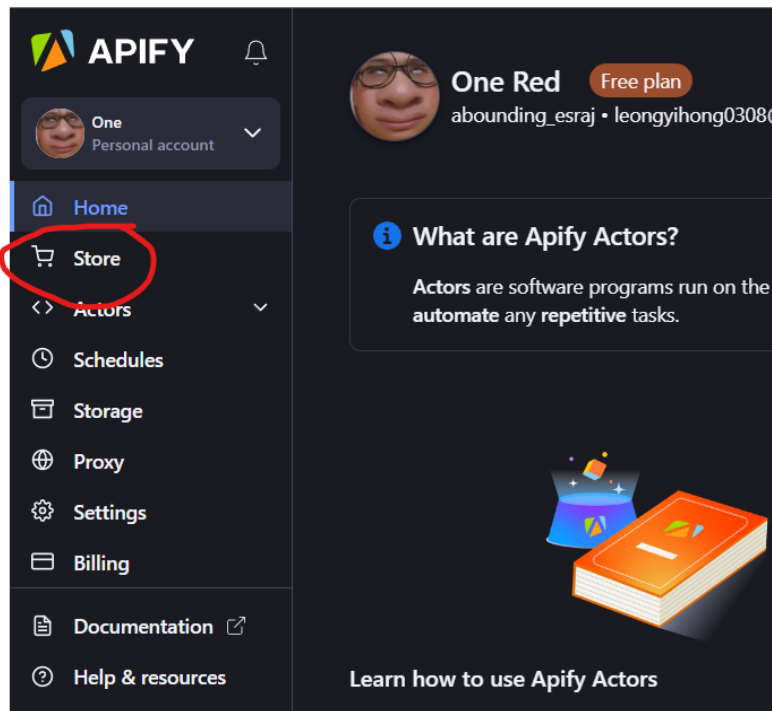 APIFY
One
Personal account
Home
Store
Actors
Schedules
Storage
Proxy
Settings
Billing
Documentation
Help & resources
One Red Free plan
abounding_esraj • leongyihong0308@
What are Apify Actors?
Actors are software programs run on the
automate any repetitive tasks.
Learn how to use Apify Actors